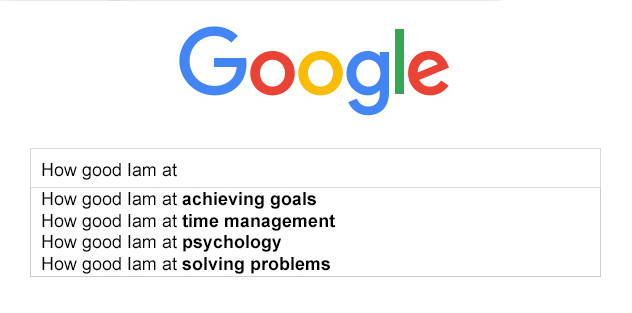 Google
How good Iam at
How good Iam at achieving goals
How good Iam at time management
How good Iam at psychology
How good Iam at solving problems